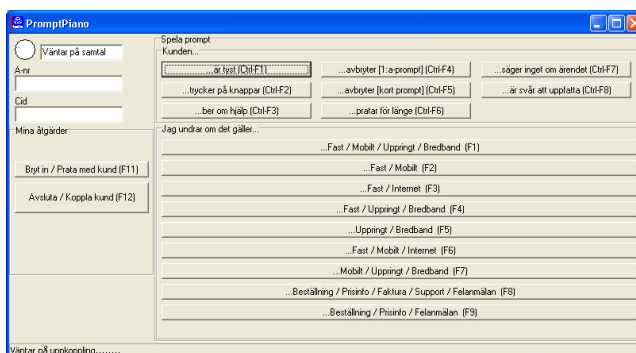 PromptPiano
Väntar på samtal
A-nr
Cid
Mina åtgärder
Bryt in / Prata med kund (F11)
Avsluta / Koppla kund (F12)
Spela prompt
Kunden...
...är tyst (Ctrl-F1)
...avbryter [1:a-prompt] (Ctrl-F4)
...säger inget om ärendet (Ctrl-F7)
...trycker på knappar (Ctrl-F2)
...avbryter [kort prompt] (Ctrl-F5)
...är svår att uppfatta (Ctrl-F8)
...ber om hjälp (Ctrl-F3)
...pratar för länge (Ctrl-F6)
Jag undrar om det gäller...
...Fast / Mobilt / Uppringt / Bredband (F1)
...Fast / Mobilt (F2)
...Fast / Internet (F3)
...Fast / Uppringt / Bredband (F4)
...Uppringt / Bredband (F5)
...Fast / Mobilt / Internet (F6)
...Mobilt / Uppringt / Bredband (F7)
...Beställning / Prisinfo / Faktura / Support / Felanmälan (F8)
...Beställning / Prisinfo / Felanmälan (F9)
Väntar på uppkoppling........